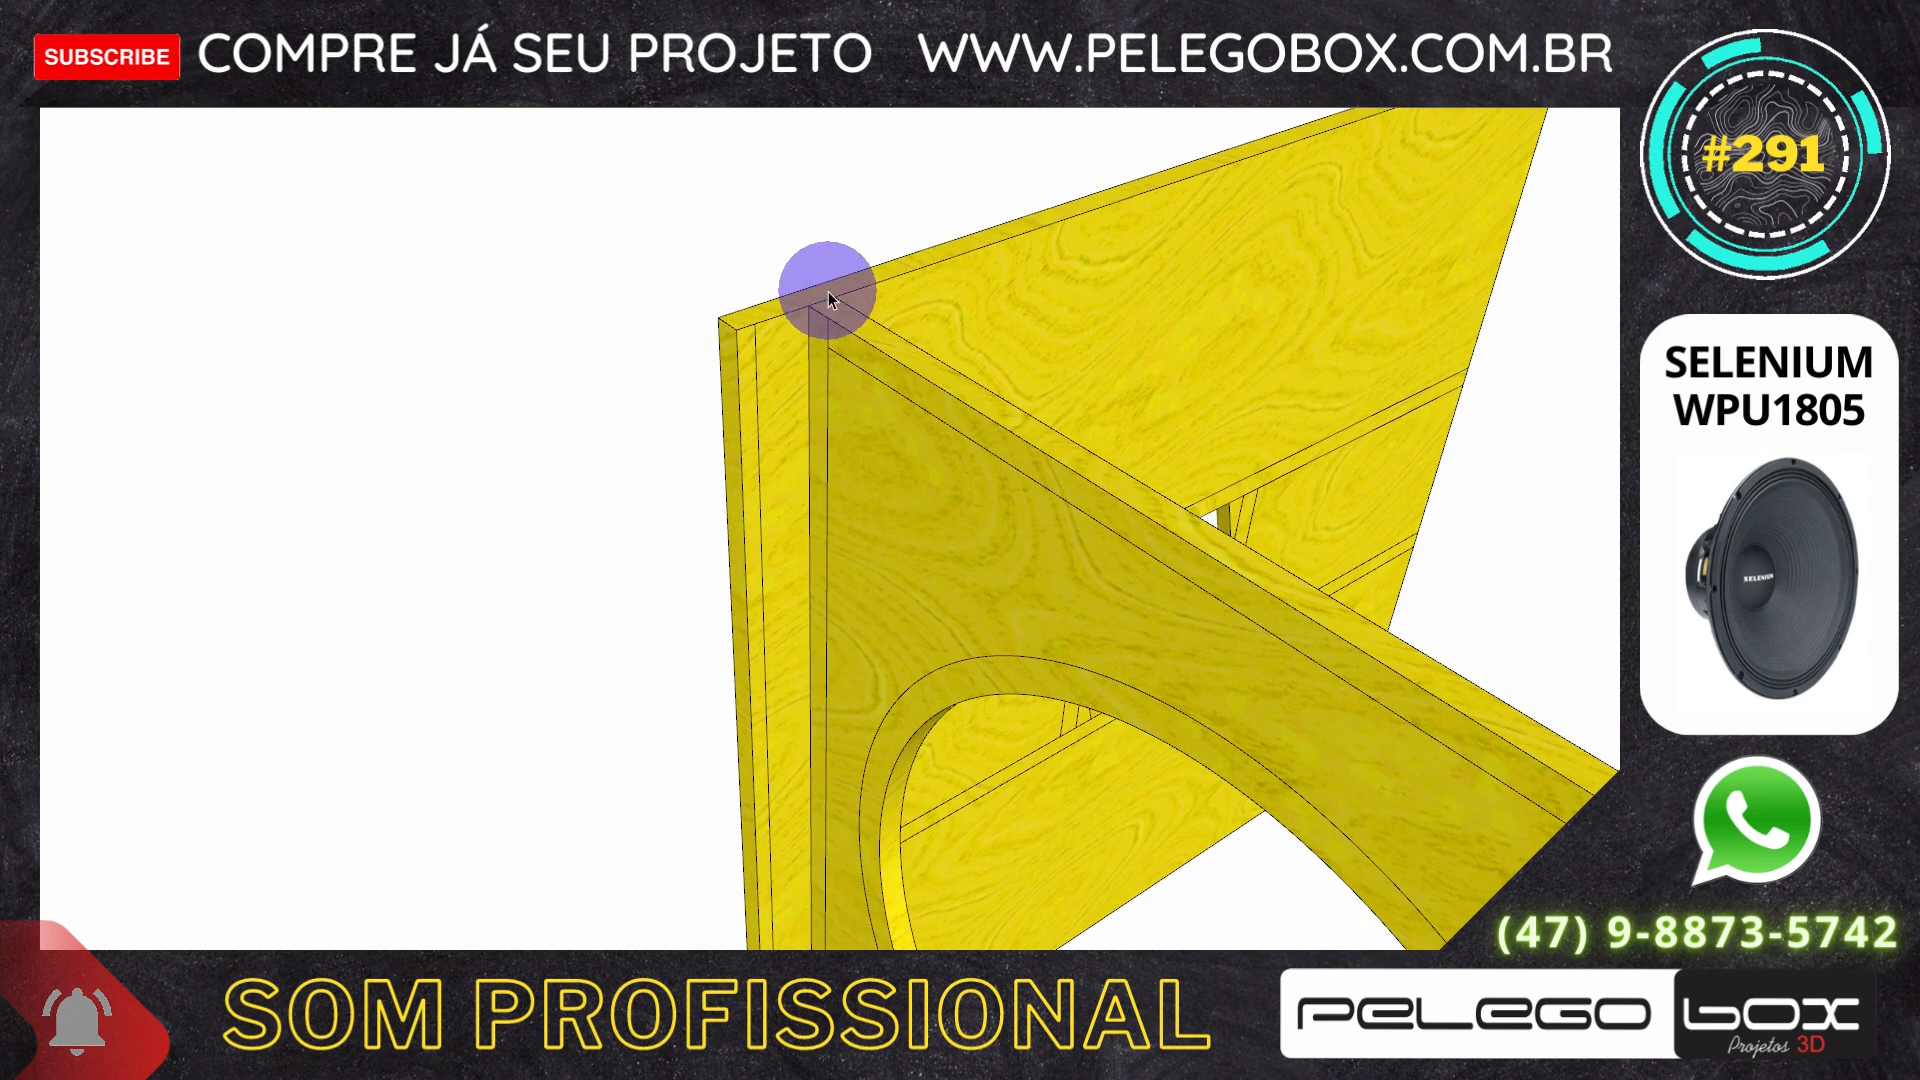 SUBSCRIBE
COMPRE JÁ SEU PROJETO WWW.PELEGOBOX.COM.BR
#291
SELENIUM
WPU1805
SELENIUM
(47) 9-8873-5742
SOM PROFISSIONAL
PELEGO BOX
Projetos 3D